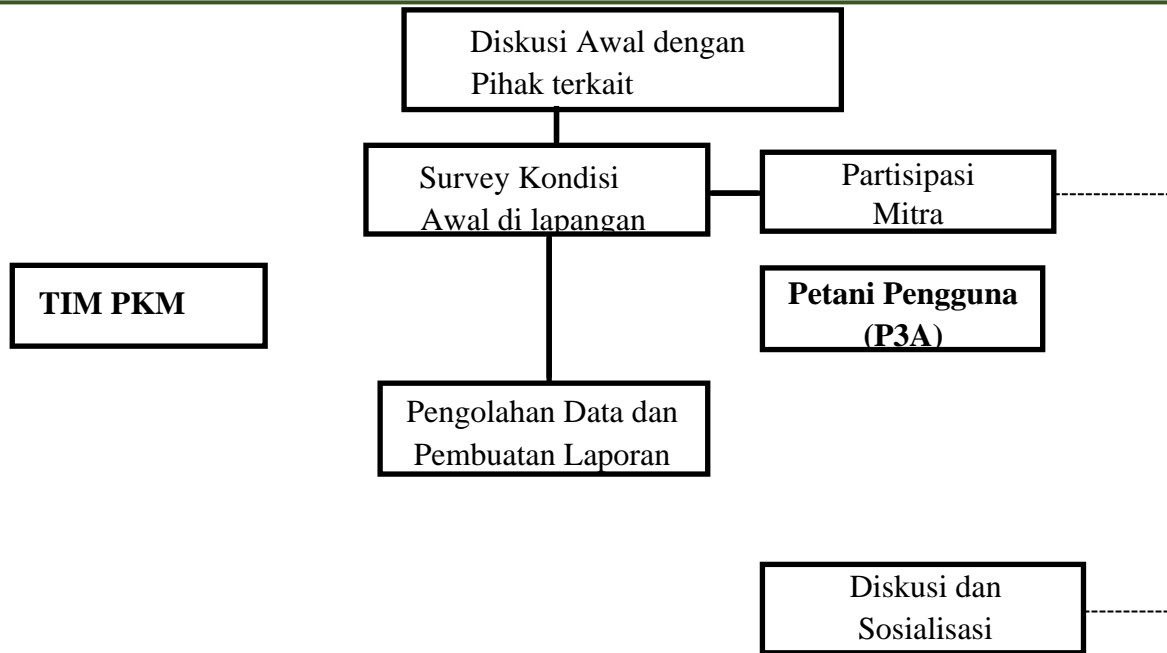 Diskusi Awal dengan
Pihak terkait
Survey Kondisi
Awal di lapangan
Partisipasi
Mitra
TIM PKM
Petani Pengguna
(P3A)
Pengolahan Data dan
Pembuatan Laporan
Diskusi dan
Sosialisasi